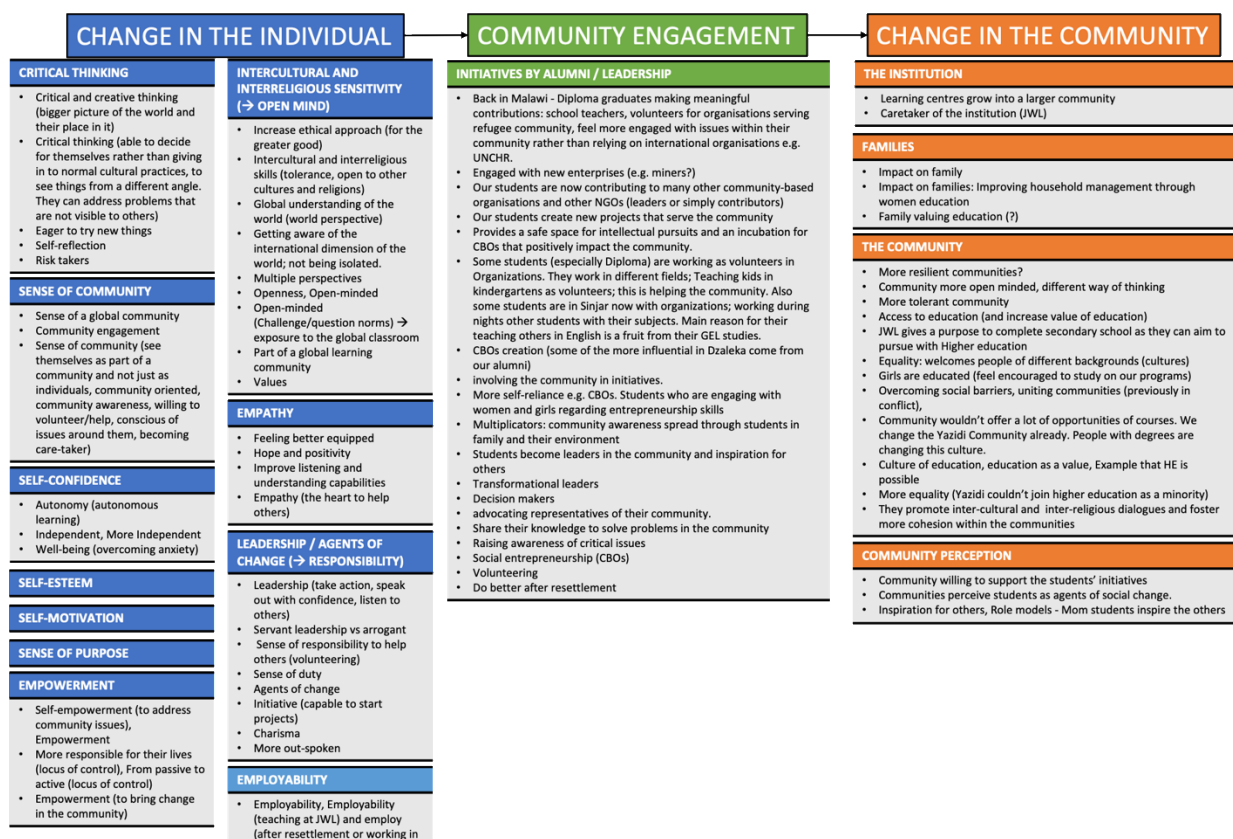 CHANGE IN THE INDIVIDUAL
COMMUNITY ENGAGEMENT
CHANGE IN THE COMMUNITY
CRITICAL THINKING
• Critical and creative thinking
(bigger picture of the world and
their place in it)
• Critical thinking (able to decide
for themselves rather than giving
in to normal cultural practices, to
see things from a different angle.
They can address problems that
are not visible to others)
• Eager to try new things
• Self-reflection
• Risk takers
SENSE OF COMMUNITY
• Sense of a global community
• Community engagement
• Sense of community (see
themselves as part of a
community and not just as
individuals, community oriented,
community awareness, willing to
volunteer/help, conscious of
issues around them, becoming
care-taker)
SELF-CONFIDENCE
• Autonomy (autonomous
learning)
• Independent, More Independent
• Well-being (overcoming anxiety)
SELF-ESTEEM
SELF-MOTIVATION
SENSE OF PURPOSE
EMPOWERMENT
• Self-empowerment (to address
community issues),
Empowerment
• More responsible for their lives
(locus of control), From passive to
active (locus of control)
• Empowerment (to bring change
in the community)
INTERCULTURAL AND
INTERRELIGIOUS SENSITIVITY
(→ OPEN MIND)
• Increase ethical approach (for the
greater good)
• Intercultural and interreligious
skills (tolerance, open to other
cultures and religions)
• Global understanding of the
world (world perspective)
• Getting aware of the
international dimension of the
world; not being isolated.
• Multiple perspectives
• Openness, Open-minded
• Open-minded
(Challenge/question norms) →
exposure to the global classroom
• Part of a global learning
community
• Values
EMPATHY
• Feeling better equipped
• Hope and positivity
• Improve listening and
understanding capabilities
• Empathy (the heart to help
others)
LEADERSHIP / AGENTS OF
CHANGE (→ RESPONSIBILITY)
• Leadership (take action, speak
out with confidence, listen to
others)
• Servant leadership vs arrogant
• Sense of responsibility to help
others (volunteering)
• Sense of duty
• Agents of change
• Initiative (capable to start
projects)
• Charisma
• More out-spoken
EMPLOYABILITY
• Employability, Employability
(teaching at JWL) and employ
(after resettlement or working in
INITIATIVES BY ALUMNI / LEADERSHIP
• Back in Malawi - Diploma graduates making meaningful
contributions: school teachers, volunteers for organisations serving
refugee community, feel more engaged with issues within their
community rather than relying on international organisations e.g.
UNCHR.
• Engaged with new enterprises (e.g. miners?)
• Our students are now contributing to many other community-based
organisations and other NGOs (leaders or simply contributors)
• Our students create new projects that serve the community
• Provides a safe space for intellectual pursuits and an incubation for
CBOs that positively impact the community.
• Some students (especially Diploma) are working as volunteers in
Organizations. They work in different fields; Teaching kids in
kindergartens as volunteers; this is helping the community. Also
some students are in Sinjar now with organizations; working during
nights other students with their subjects. Main reason for their
teaching others in English is a fruit from their GEL studies.
• CBOs creation (some of the more influential in Dzaleka come from
our alumni)
• involving the community in initiatives.
• More self-reliance e.g. CBOs. Students who are engaging with
women and girls regarding entrepreneurship skills
• Multiplicators: community awareness spread through students in
family and their environment
• Students become leaders in the community and inspiration for
others
• Transformational leaders
• Decision makers
• advocating representatives of their community.
• Share their knowledge to solve problems in the community
• Raising awareness of critical issues
• Social entrepreneurship (CBOs)
• Volunteering
• Do better after resettlement
THE INSTITUTION
• Learning centres grow into a larger community
• Caretaker of the institution (JWL)
FAMILIES
• Impact on family
• Impact on families: Improving household management through
women education
• Family valuing education (?)
THE COMMUNITY
• More resilient communities?
• Community more open minded, different way of thinking
• More tolerant community
• Access to education (and increase value of education)
• JWL gives a purpose to complete secondary school as they can aim to
pursue with Higher education
• Equality: welcomes people of different backgrounds (cultures)
• Girls are educated (feel encouraged to study on our programs)
• Overcoming social barriers, uniting communities (previously in
conflict),
• Community wouldn't offer a lot of opportunities of courses. We
change the Yazidi Community already. People with degrees are
changing this culture.
• Culture of education, education as a value, Example that HE is
possible
• More equality (Yazidi couldn't join higher education as a minority)
• They promote inter-cultural and inter-religious dialogues and foster
more cohesion within the communities
COMMUNITY PERCEPTION
• Community willing to support the students' initiatives
• Communities perceive students as agents of social change.
• Inspiration for others, Role models - Mom students inspire the others